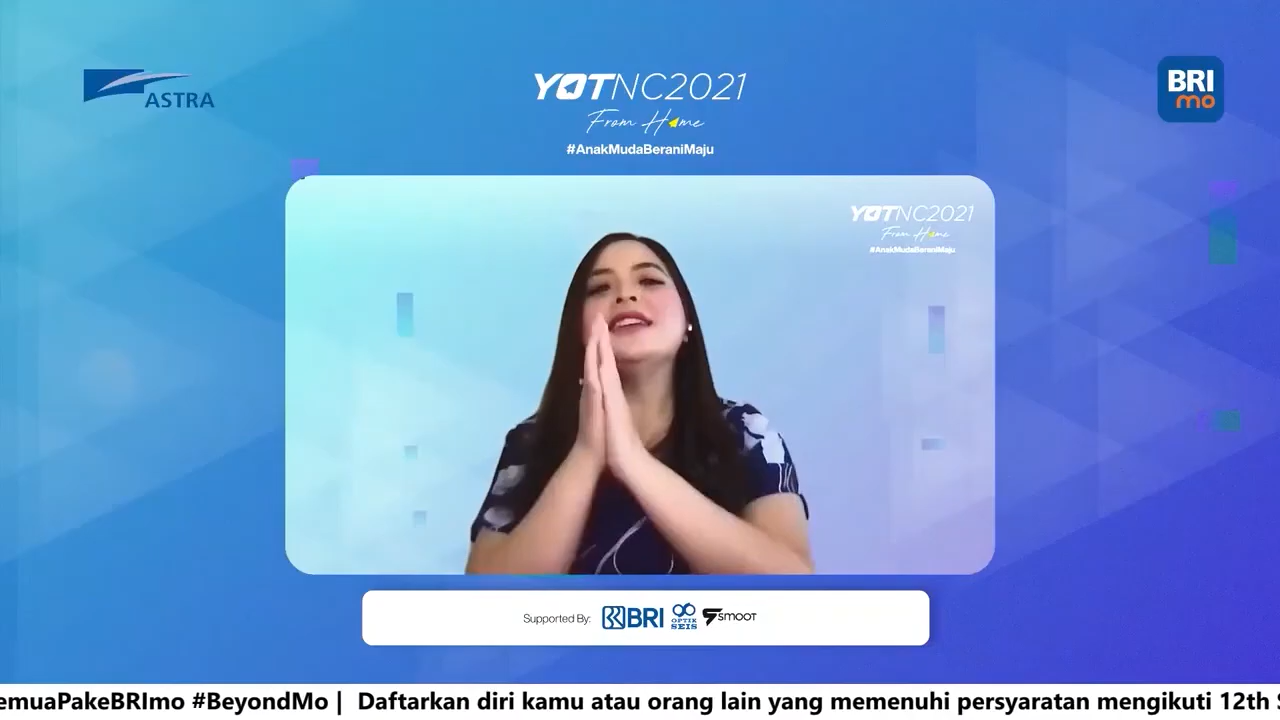 ASTRA
YOTNC2021
From Home
#AnakMudaBeraniMaju
BRI
mo
YOTNC2021
From Home
#AnakMudaBeraniMaju
Supported By:
BRI
OPTIK
SEIS
SMOOT
emuaPakeBRImo #BeyondMo | Daftarkan diri kamu atau orang lain yang memenuhi persyaratan mengikuti 12th S